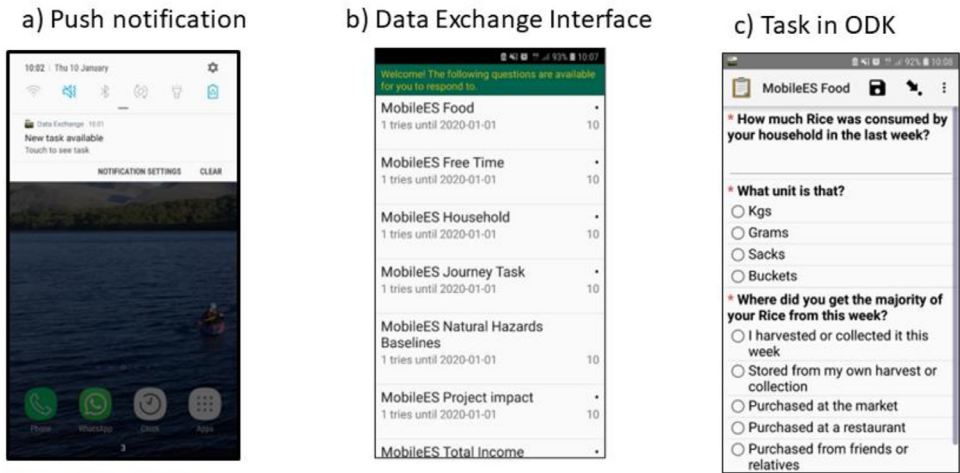 a) Push notification
10:02 Thu 10 January
Data Exchange 10:01
New task available
Touch to see task
NOTIFICATION SETTINGS CLEAR
Phone WhatsApp Clock Apps
3
b) Data Exchange Interface
93% 10:07
Welcome! The following questions are available
for you to respond to.
MobileES Food
1 tries until 2020-01-01 10
MobileES Free Time
1 tries until 2020-01-01 10
MobileES Household
1 tries until 2020-01-01 10
MobileES Journey Task
1 tries until 2020-01-01 10
MobileES Natural Hazards
Baselines
1 tries until 2020-01-01 10
MobileES Project impact
1 tries until 2020-01-01 10
MobileES Total Income
c) Task in ODK
92% 10:08
MobileES Food
* How much Rice was consumed by
your household in the last week?
* What unit is that?
Kgs
Grams
Sacks
Buckets
* Where did you get the majority of
your Rice from this week?
I harvested or collected it this
week
Stored from my own harvest or
collection
Purchased at the market
Purchased at a restaurant
Purchased from friends or
relatives